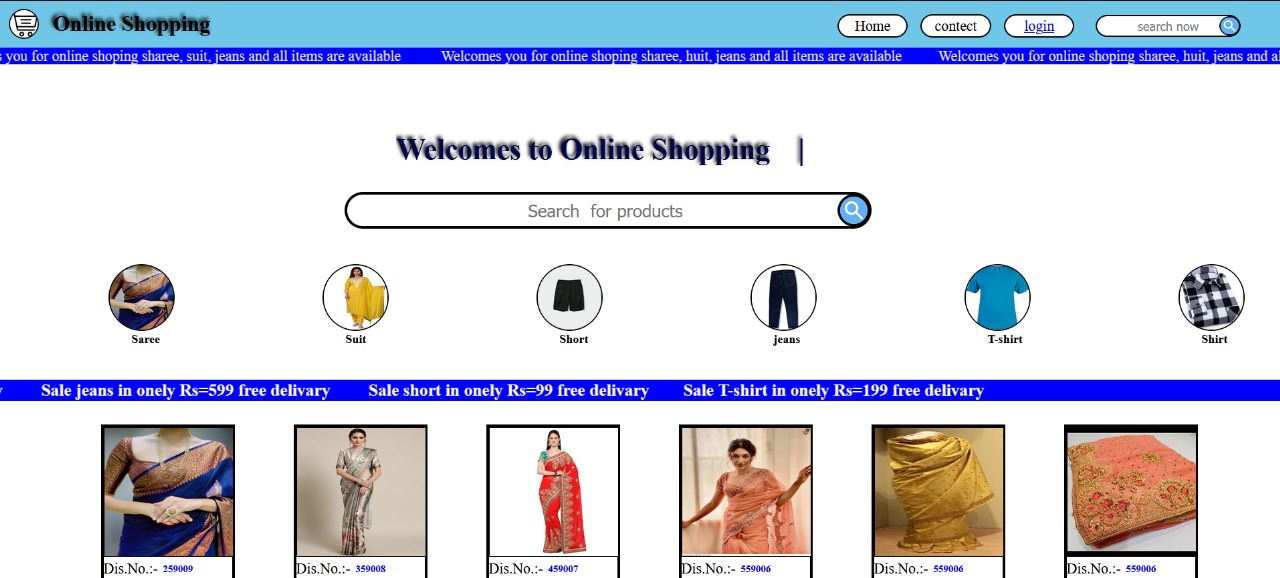 Online Shopping
Home
contect
login
search now
s you for online shoping sharee, suit, jeans and all items are available Welcomes you for online shoping sharee, huit, jeans and all items are available Welcomes you for online shoping sharee, huit, jeans and al
Welcomes to Online Shopping |
Search for products
Saree
Suit
Short
jeans
T-shirt
Shirt
Sale jeans in onely Rs=599 free delivary Sale short in onely Rs=99 free delivary Sale T-shirt in onely Rs=199 free delivary
Dis.No.:- 259009
Dis.No.:- 359008
Dis.No.:- 459007
Dis.No.:- 559006
Dis.No.:- 559006
Dis.No.:- 559006